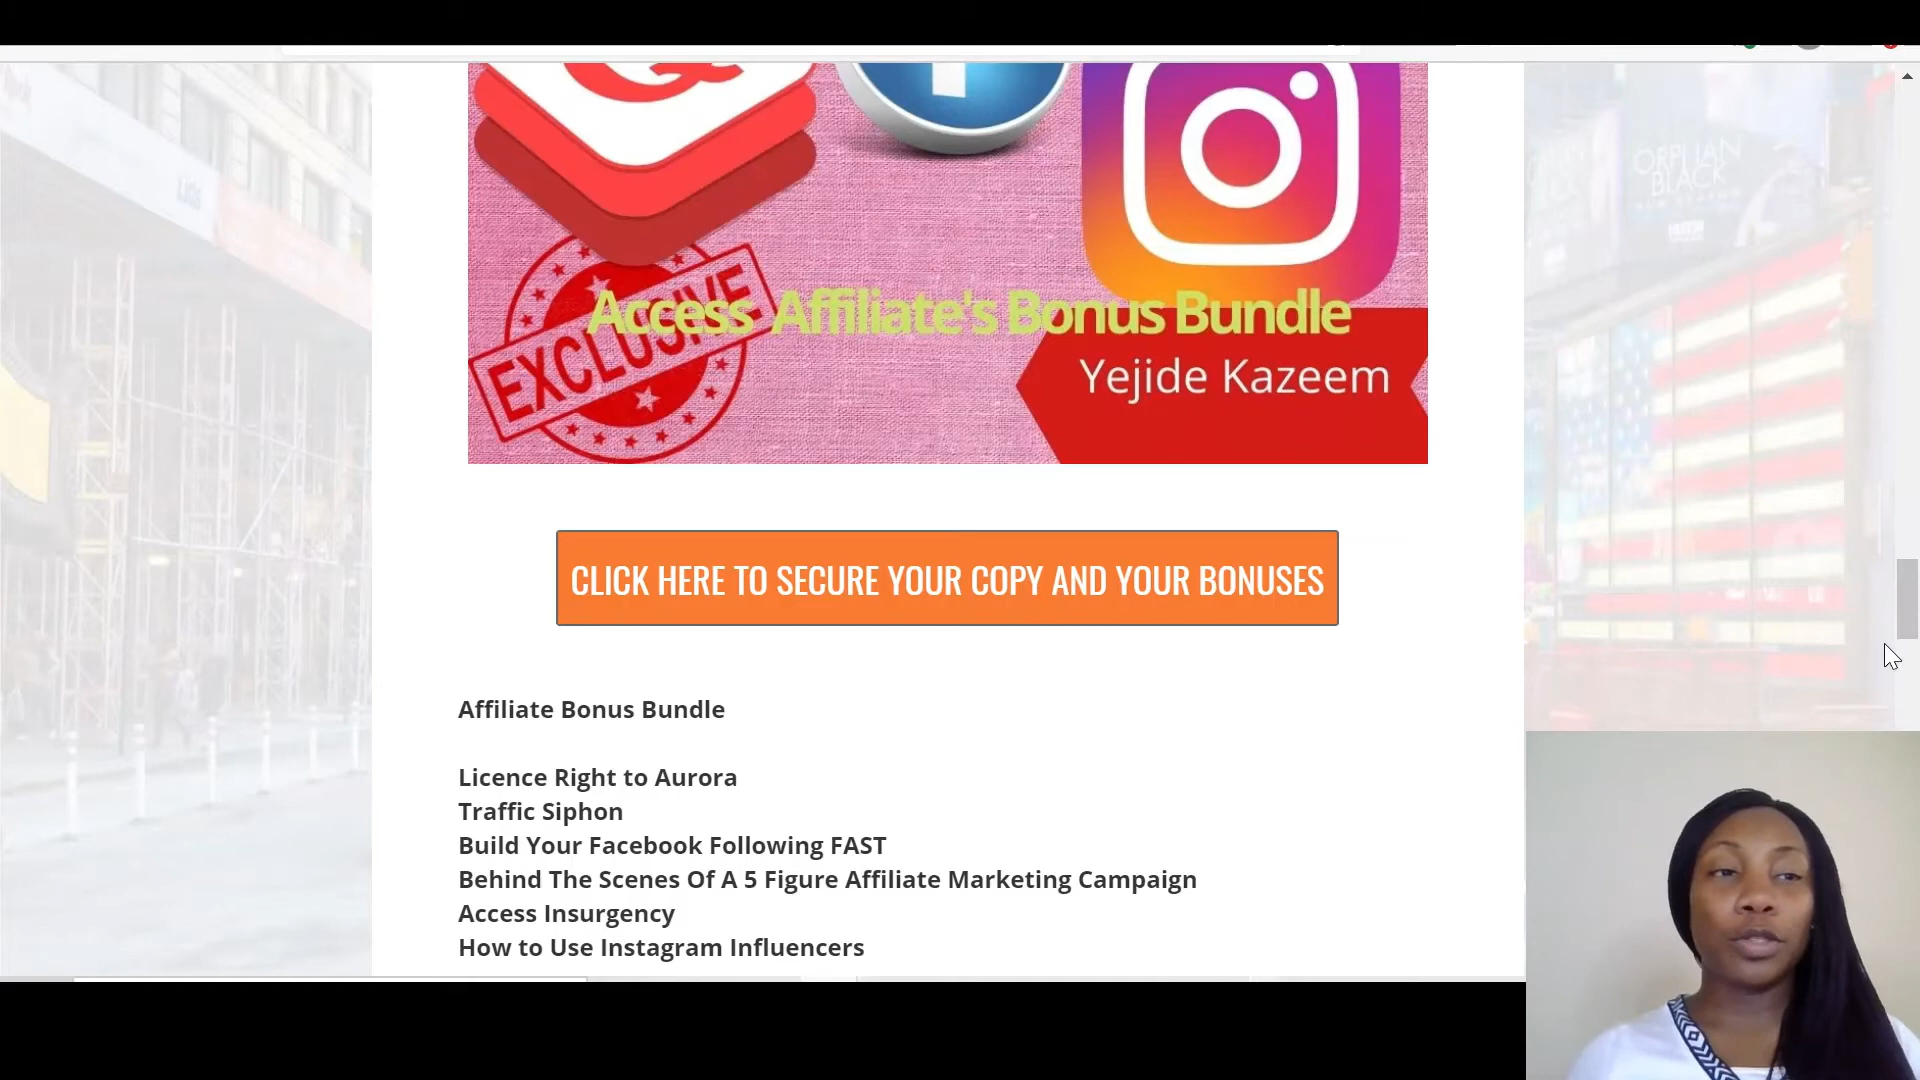 ORPHAN
BLACK
EXCLUSIVE
Access Affiliate's Bonus Bundle
Yejide Kazeem
CLICK HERE TO SECURE YOUR COPY AND YOUR BONUSES
Affiliate Bonus Bundle
Licence Right to Aurora
Traffic Siphon
Build Your Facebook Following FAST
Behind The Scenes Of A 5 Figure Affiliate Marketing Campaign
Access Insurgency
How to Use Instagram Influencers